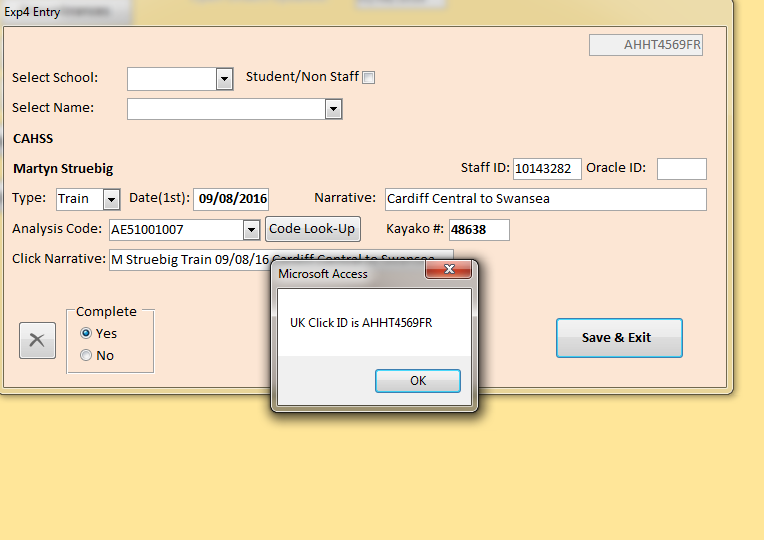 Exp4 Entry
AHHT4569FR
Select School:
Student/Non Staff
Select Name:
CAHSS
Martyn Struebig
Staff ID: 10143282 Oracle ID:
Type: Train Date(1st): 09/08/2016 Narrative: Cardiff Central to Swansea
Analysis Code: AE51001007 Code Look-Up Kayako #: 48638
Click Narrative: M Struebig Train 09/08/16 Cardiff Central to Swansea
Microsoft Access
UK Click ID is AHHT4569FR
OK
Complete
Yes
No
Save & Exit